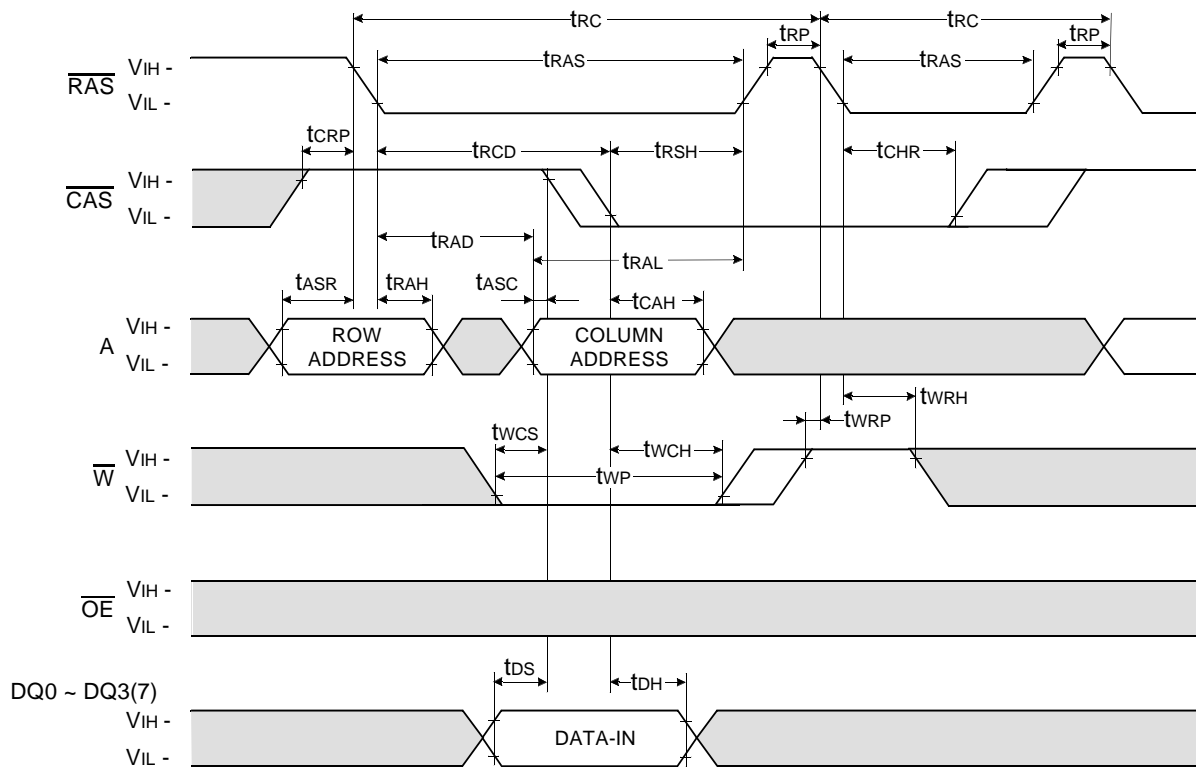 tRC tRC
tRP tRP
RAS VIH - tRAS tRAS
VIL -
tCRP tRCD tRSH tCHR
CAS VIH -
VIL -
tRAD
tRAL
tASR tRAH tASC tCAH
A VIH - ROW COLUMN
VIL - ADDRESS ADDRESS
tWRH
tWRP
tWCS tWCH
W VIH - tWP
VIL -
OE VIH -
VIL -
tDS tDH
DQ0 ~ DQ3(7)
VIH -
DATA-IN
VIL -